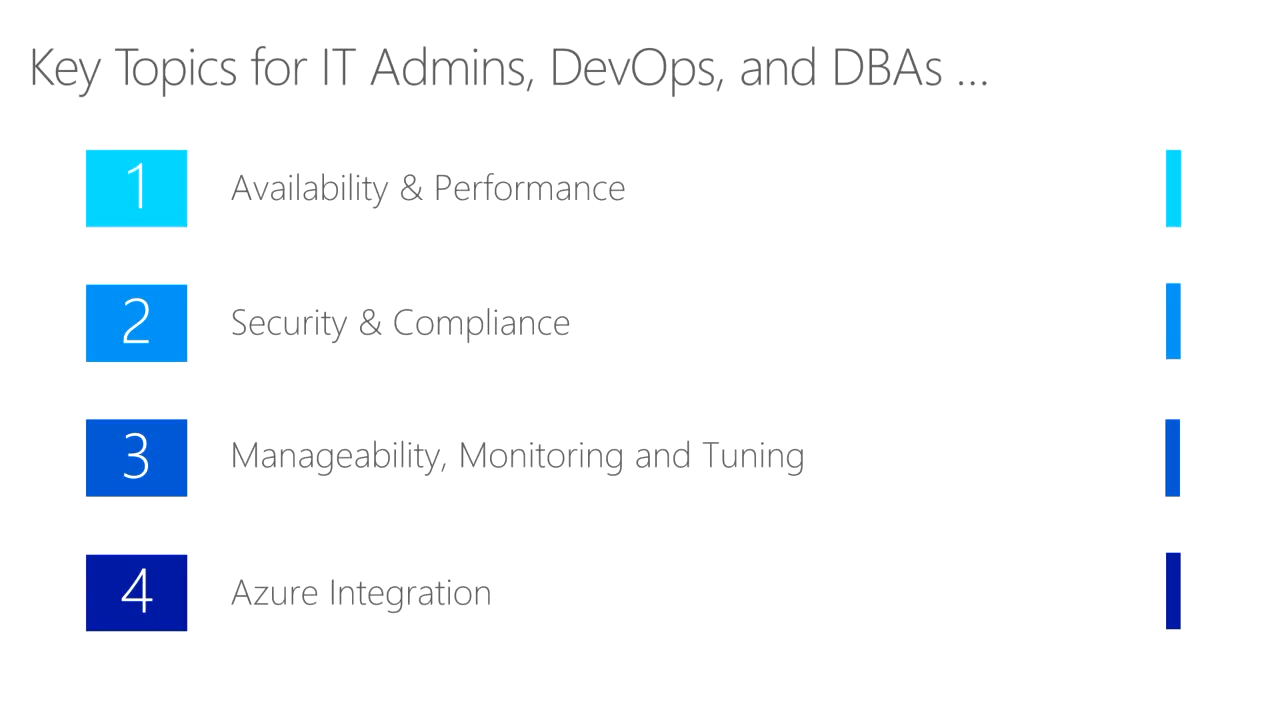 Key Topics for IT Admins, DevOps, and DBAs ...
1 Availability & Performance
2 Security & Compliance
3 Manageability, Monitoring and Tuning
4 Azure Integration